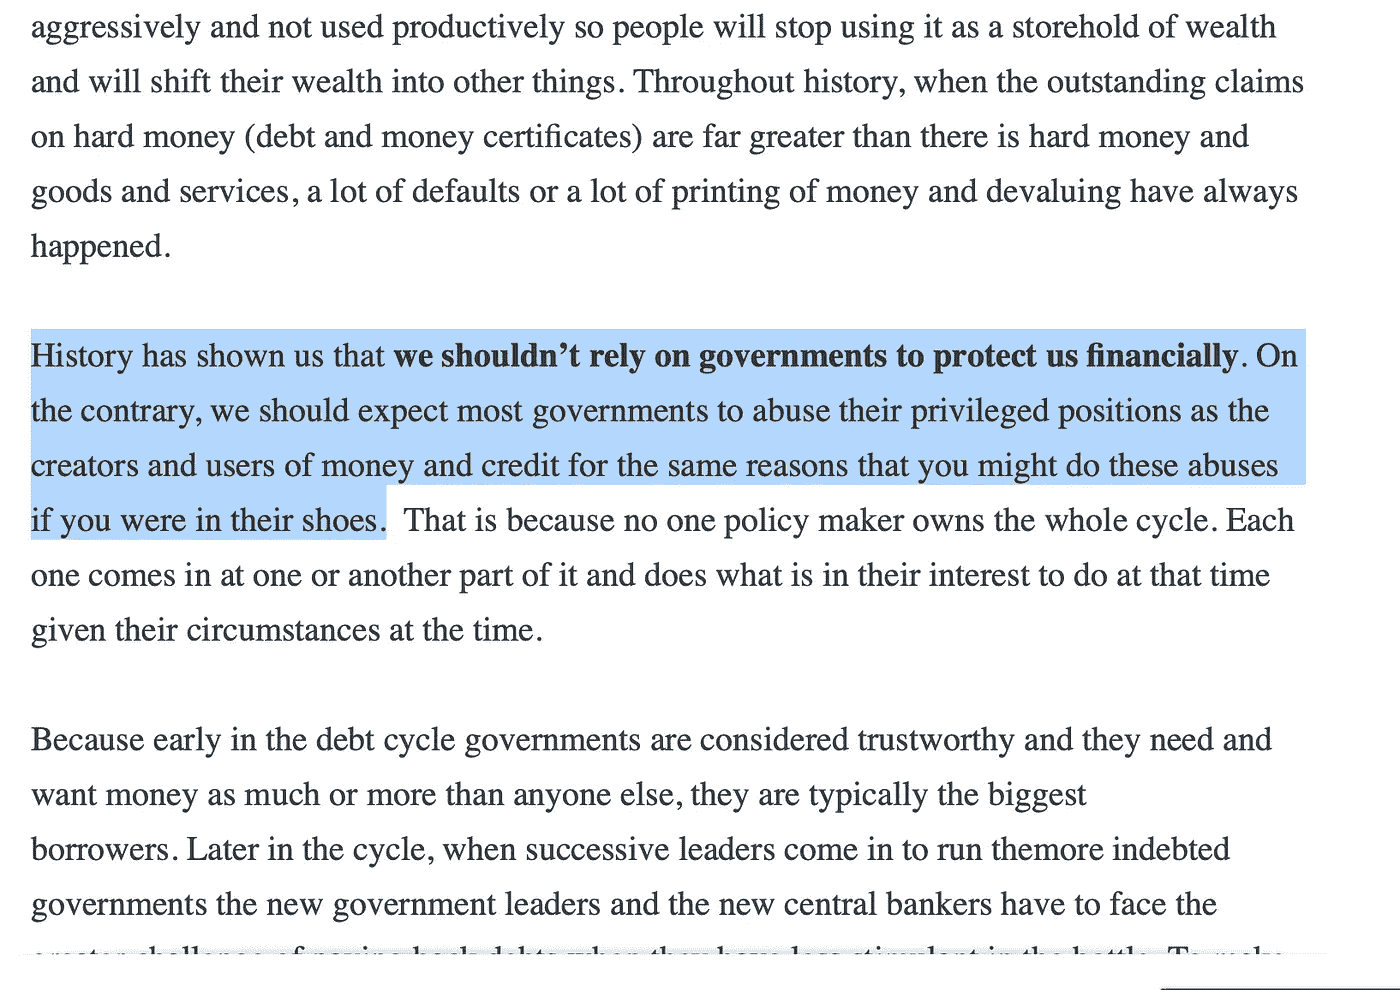 aggressively and not used productively so people will stop using it as a storehold of wealth
and will shift their wealth into other things. Throughout history, when the outstanding claims
on hard money (debt and money certificates) are far greater than there is hard money and
goods and services, a lot of defaults or a lot of printing of money and devaluing have always
happened.
History has shown us that we shouldn’t rely on governments to protect us financially. On
the contrary, we should expect most governments to abuse their privileged positions as the
creators and users of money and credit for the same reasons that you might do these abuses
if you were in their shoes.  That is because no one policy maker owns the whole cycle. Each
one comes in at one or another part of it and does what is in their interest to do at that time
given their circumstances at the time.
Because early in the debt cycle governments are considered trustworthy and they need and
want money as much or more than anyone else, they are typically the biggest
borrowers. Later in the cycle, when successive leaders come in to run themore indebted
governments the new government leaders and the new central bankers have to face the